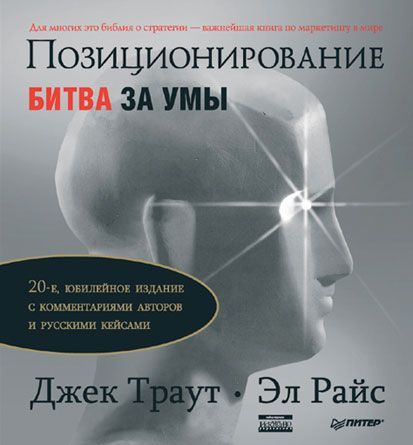 Для многих это библия о стратегии — важнейшая книга по маркетингу в мире
Позиционирование
БИТВА ЗА УМЫ
20-е, юбилейное издание
с комментариями авторов
и русскими кейсами
Джек Траут · Эл Райс
ПИТЕР®